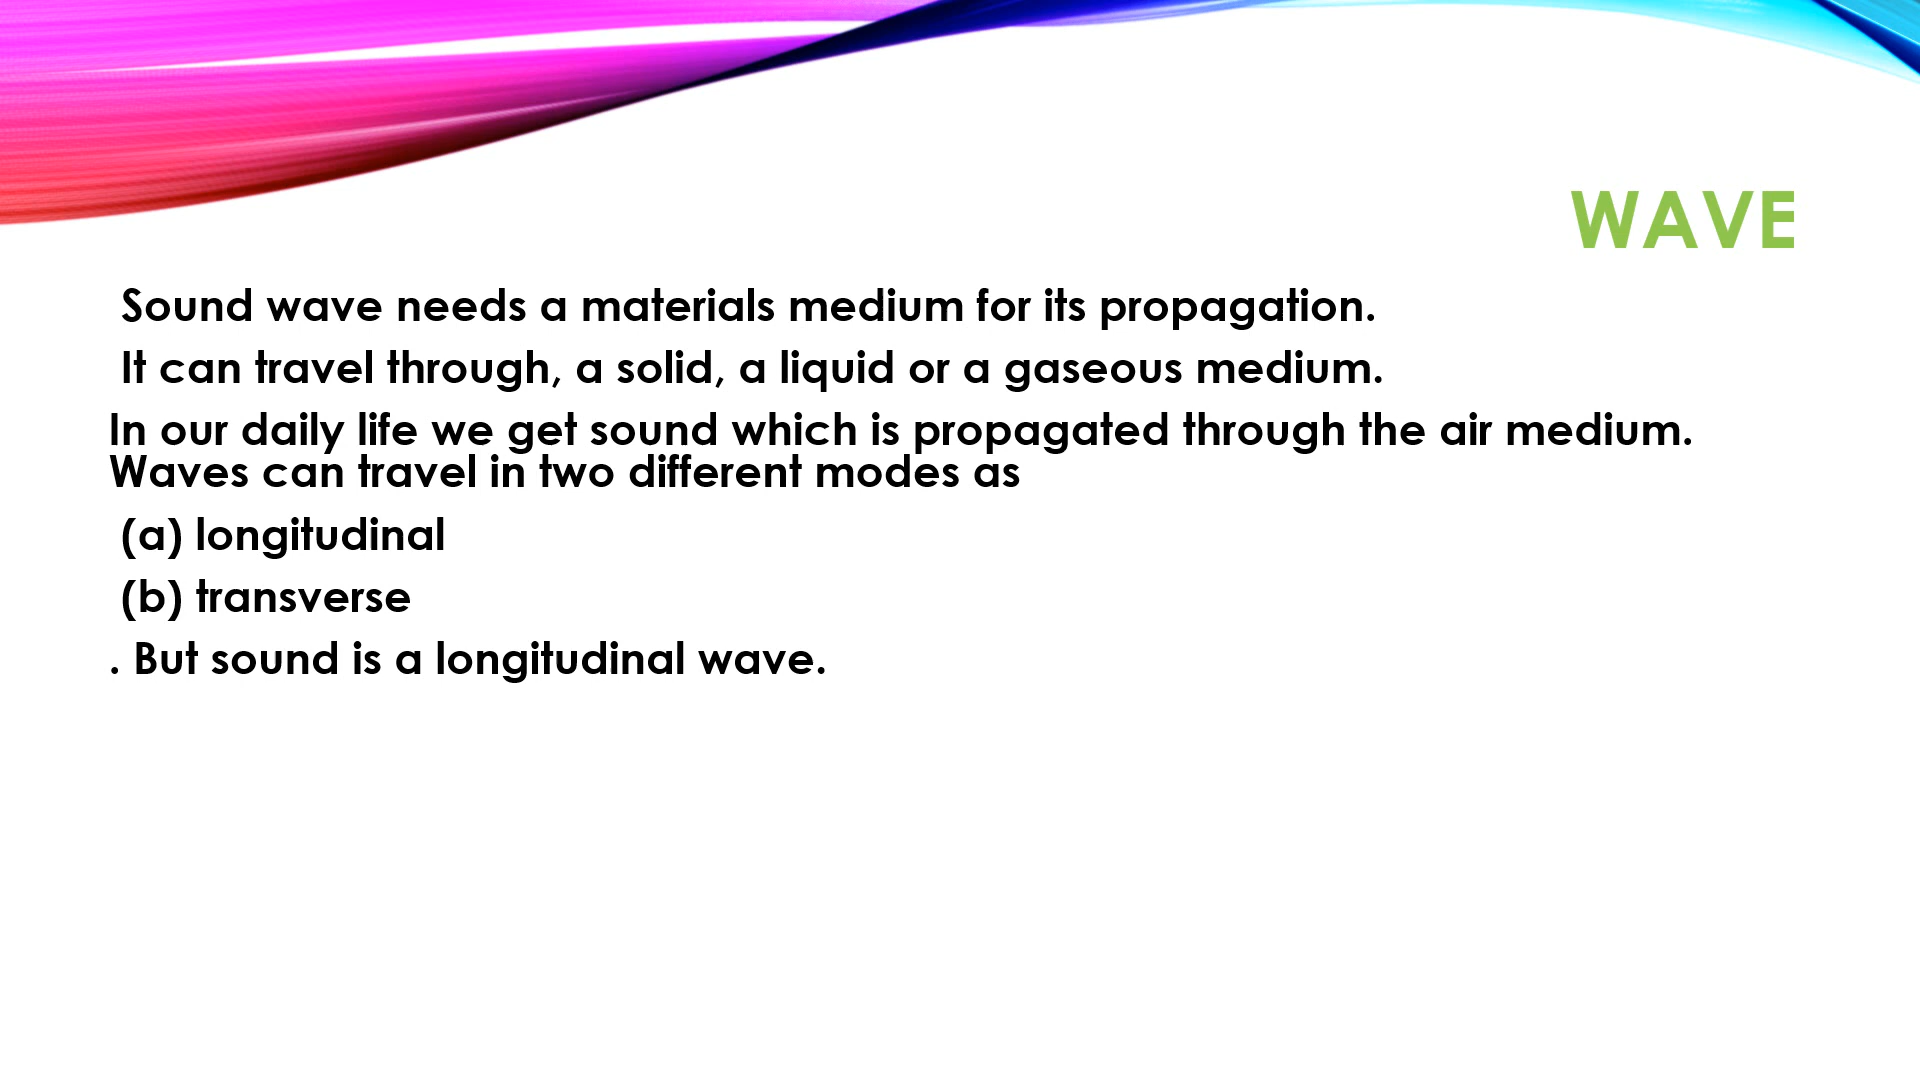 WAVE
Sound wave needs a materials medium for its propagation.
It can travel through, a solid, a liquid or a gaseous medium.
In our daily life we get sound which is propagated through the air medium.
Waves can travel in two different modes as
(a) longitudinal
(b) transverse
. But sound is a longitudinal wave.